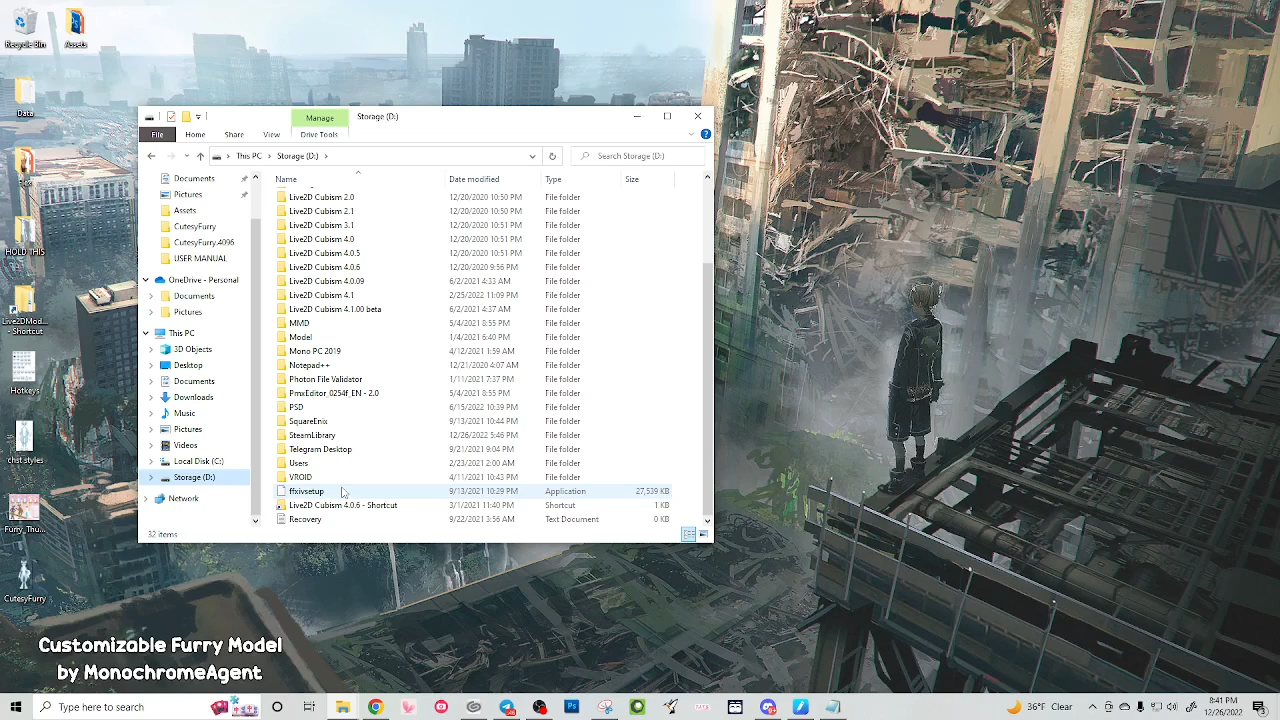 Recycle Bin
Assets
Data
HOLD THIS
Live2DMod...
- Shortcut
Hotkeys
chit styles
Furry_Thu...
CutesyFurry
Manage
Storage (D:)
File
Home
Share
View
Drive Tools
This PC
Storage (D:)
Search Storage (D:)
Documents
Pictures
Assets
CutesyFurry
CutesyFurry.4096
USER MANUAL
OneDrive - Personal
Documents
Pictures
This PC
3D Objects
Desktop
Documents
Downloads
Music
Pictures
Videos
Local Disk (C:)
Storage (D:)
Network
Name Date modified Type Size
Live2D Cubism 2.0 12/20/2020 10:50 PM File folder
Live2D Cubism 2.1 12/20/2020 10:50 PM File folder
Live2D Cubism 3.1 12/20/2020 10:51 PM File folder
Live2D Cubism 4.0 12/20/2020 10:51 PM File folder
Live2D Cubism 4.0.5 12/20/2020 10:51 PM File folder
Live2D Cubism 4.0.6 12/20/2020 9:56 PM File folder
Live2D Cubism 4.0.09 6/2/2021 4:33 AM File folder
Live2D Cubism 4.1 2/25/2022 11:09 PM File folder
Live2D Cubism 4.1.00 beta 6/2/2021 4:37 AM File folder
MMD 5/4/2021 8:55 PM File folder
Model 1/4/2021 6:40 PM File folder
Mono PC 2019 4/12/2021 1:59 AM File folder
Notepad++ 12/21/2020 4:07 AM File folder
Photon File Validator 1/11/2021 7:37 PM File folder
PmxEditor_0254f_EN - 2.0 5/4/2021 8:55 PM File folder
PSD 6/15/2022 10:39 PM File folder
SquareEnix 9/13/2021 10:44 PM File folder
SteamLibrary 12/26/2022 5:46 PM File folder
Telegram Desktop 9/21/2021 9:04 PM File folder
Users 2/23/2021 2:00 AM File folder
VROID 4/11/2021 10:43 PM File folder
ffxivsetup 9/13/2021 10:29 PM Application 27,539 KB
Live2D Cubism 4.0.6 - Shortcut 3/1/2021 11:40 PM Shortcut 1 KB
Recovery 9/22/2021 3:56 AM Text Document 0 KB
32 items
Customizable Furry Model
by MonochromeAgent
Type here to search
36°F Clear
8:41 PM
12/26/2022